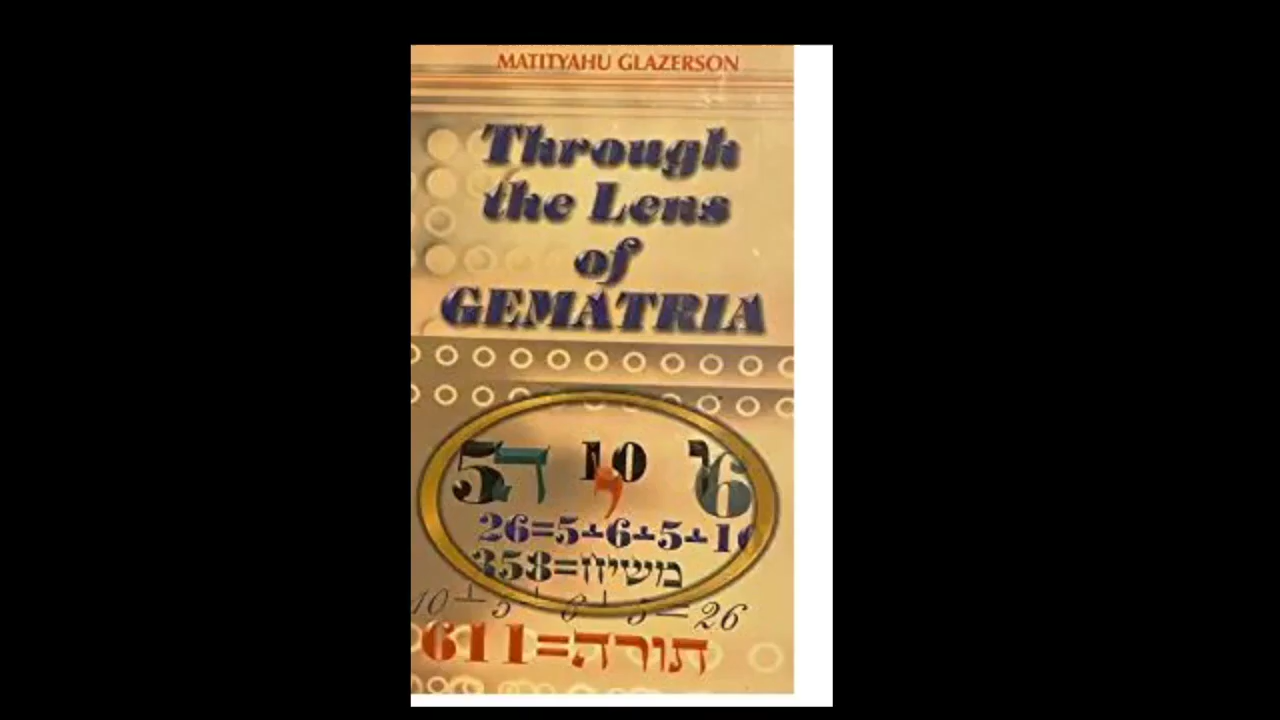 MATITYAHU GLAZERSON
Through
the Lens
of
GEMATRIA
5 ה 10 י 6 ו
26=5+6+5+10
358=משיח
10+5+6+5=26
611=תורה